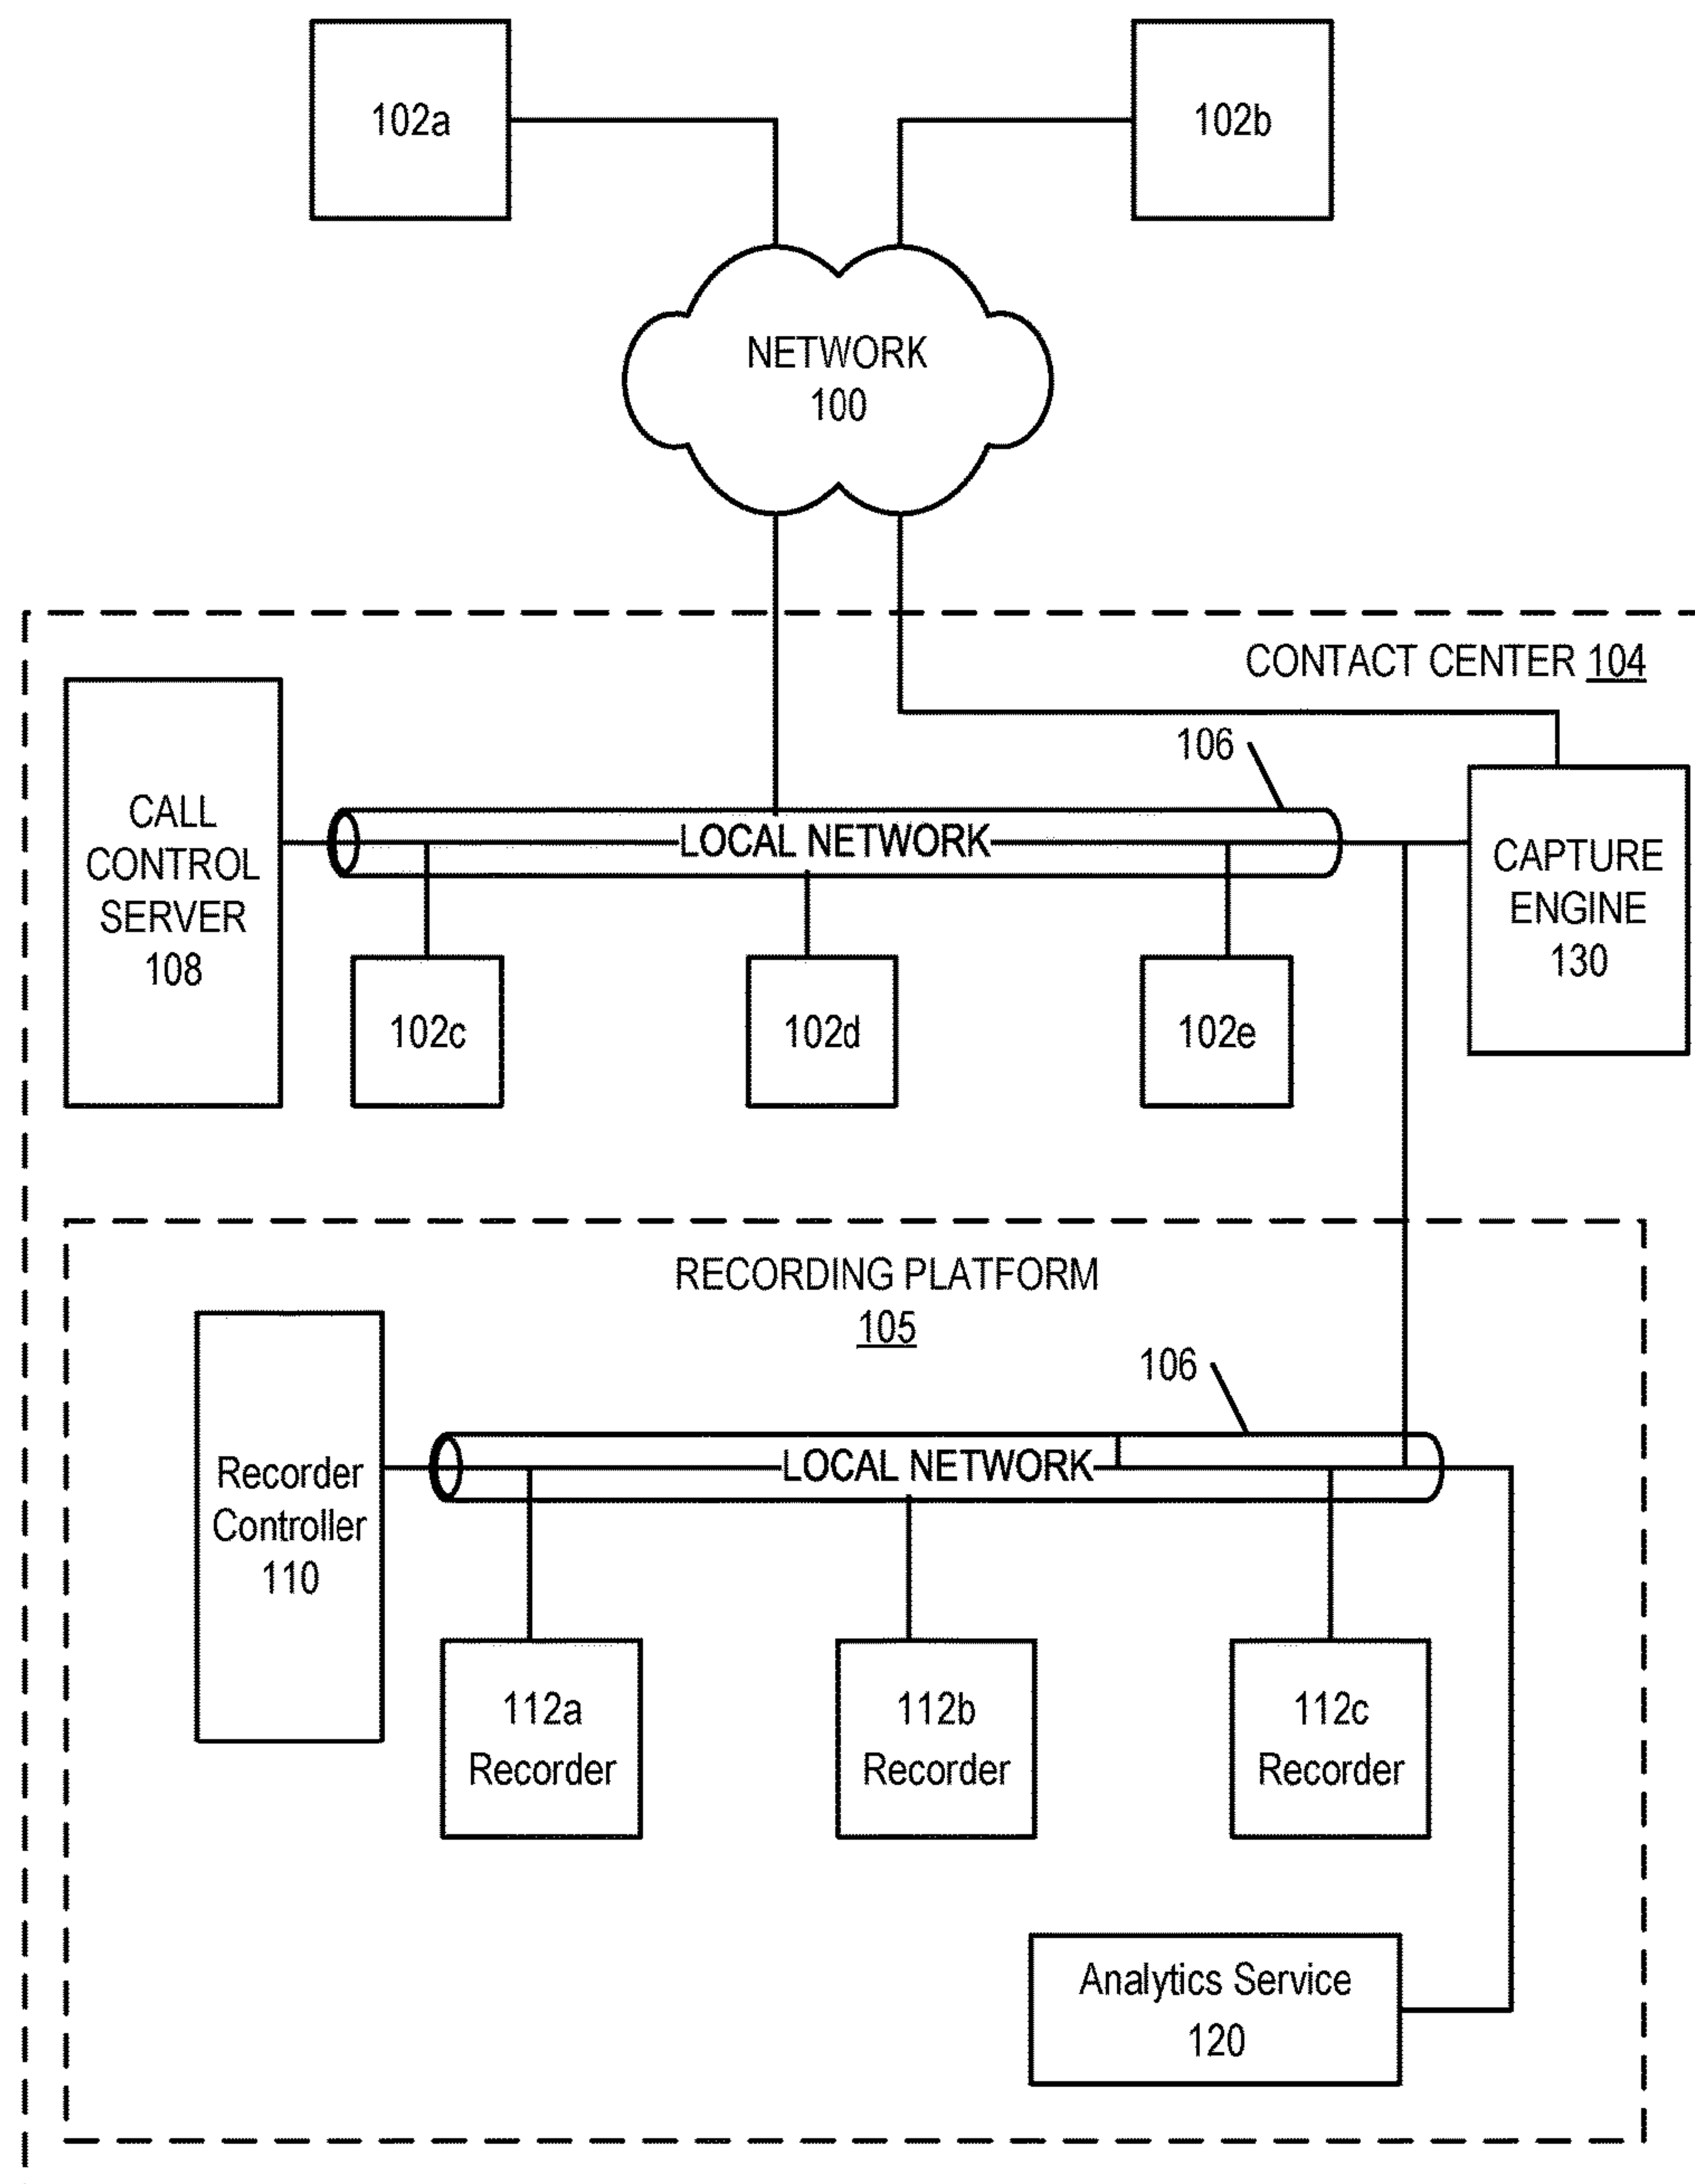 102a
102b
NETWORK
100
CONTACT CENTER 104
106
CALL
CONTROL
SERVER
108
LOCAL NETWORK
CAPTURE
ENGINE
130
102c
102d
102e
RECORDING PLATFORM
105
106
Recorder
Controller
110
LOCAL NETWORK
112a
Recorder
112b
Recorder
112c
Recorder
Analytics Service
120